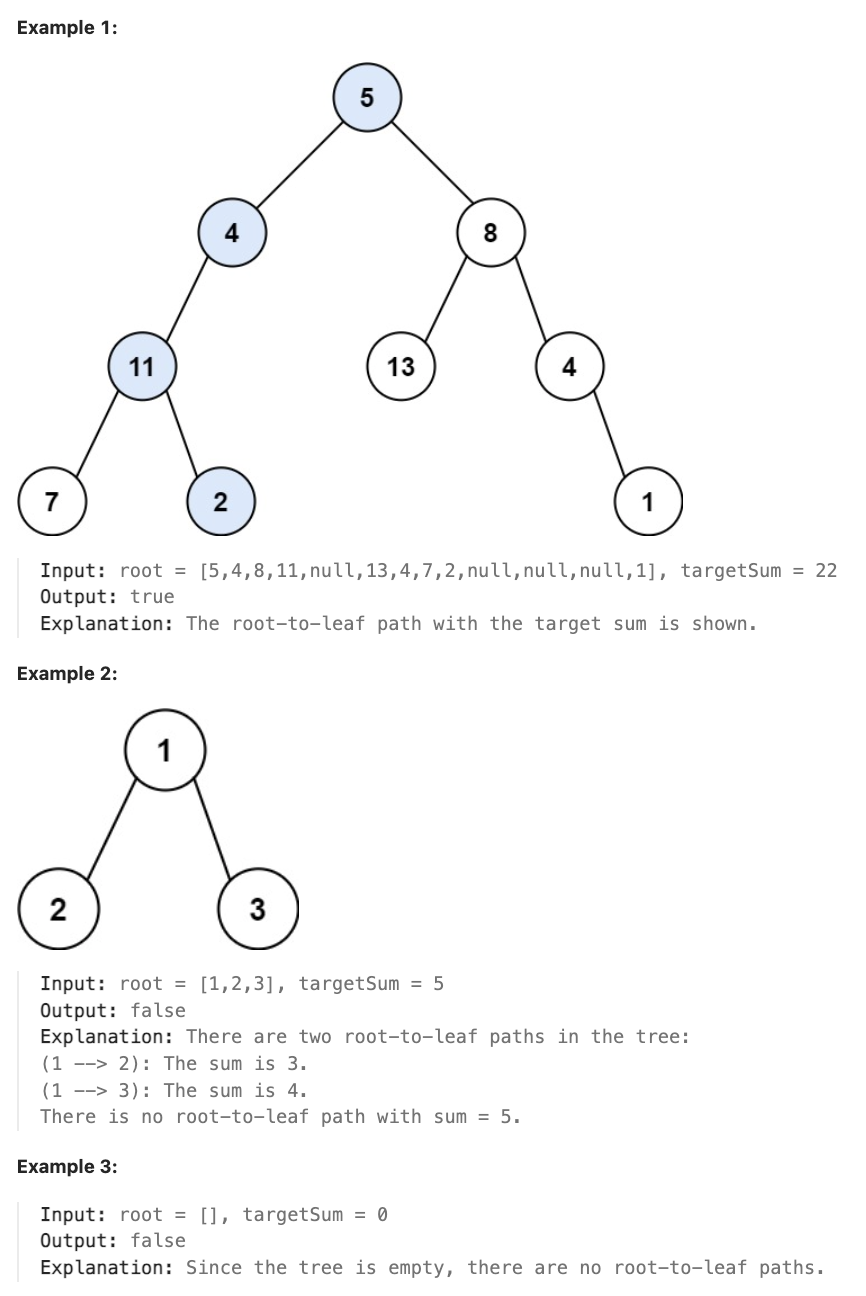 Example 1:
5
4
8
11
13
4
7
2
1
Input: root = [5,4,8,11,null,13,4,7,2,null,null,null,1], targetSum = 22
Output: true
Explanation: The root-to-leaf path with the target sum is shown.
Example 2:
1
2
3
Input: root = [1,2,3], targetSum = 5
Output: false
Explanation: There are two root-to-leaf paths in the tree:
(1 --> 2): The sum is 3.
(1 --> 3): The sum is 4.
There is no root-to-leaf path with sum = 5.
Example 3:
Input: root = [], targetSum = 0
Output: false
Explanation: Since the tree is empty, there are no root-to-leaf paths.